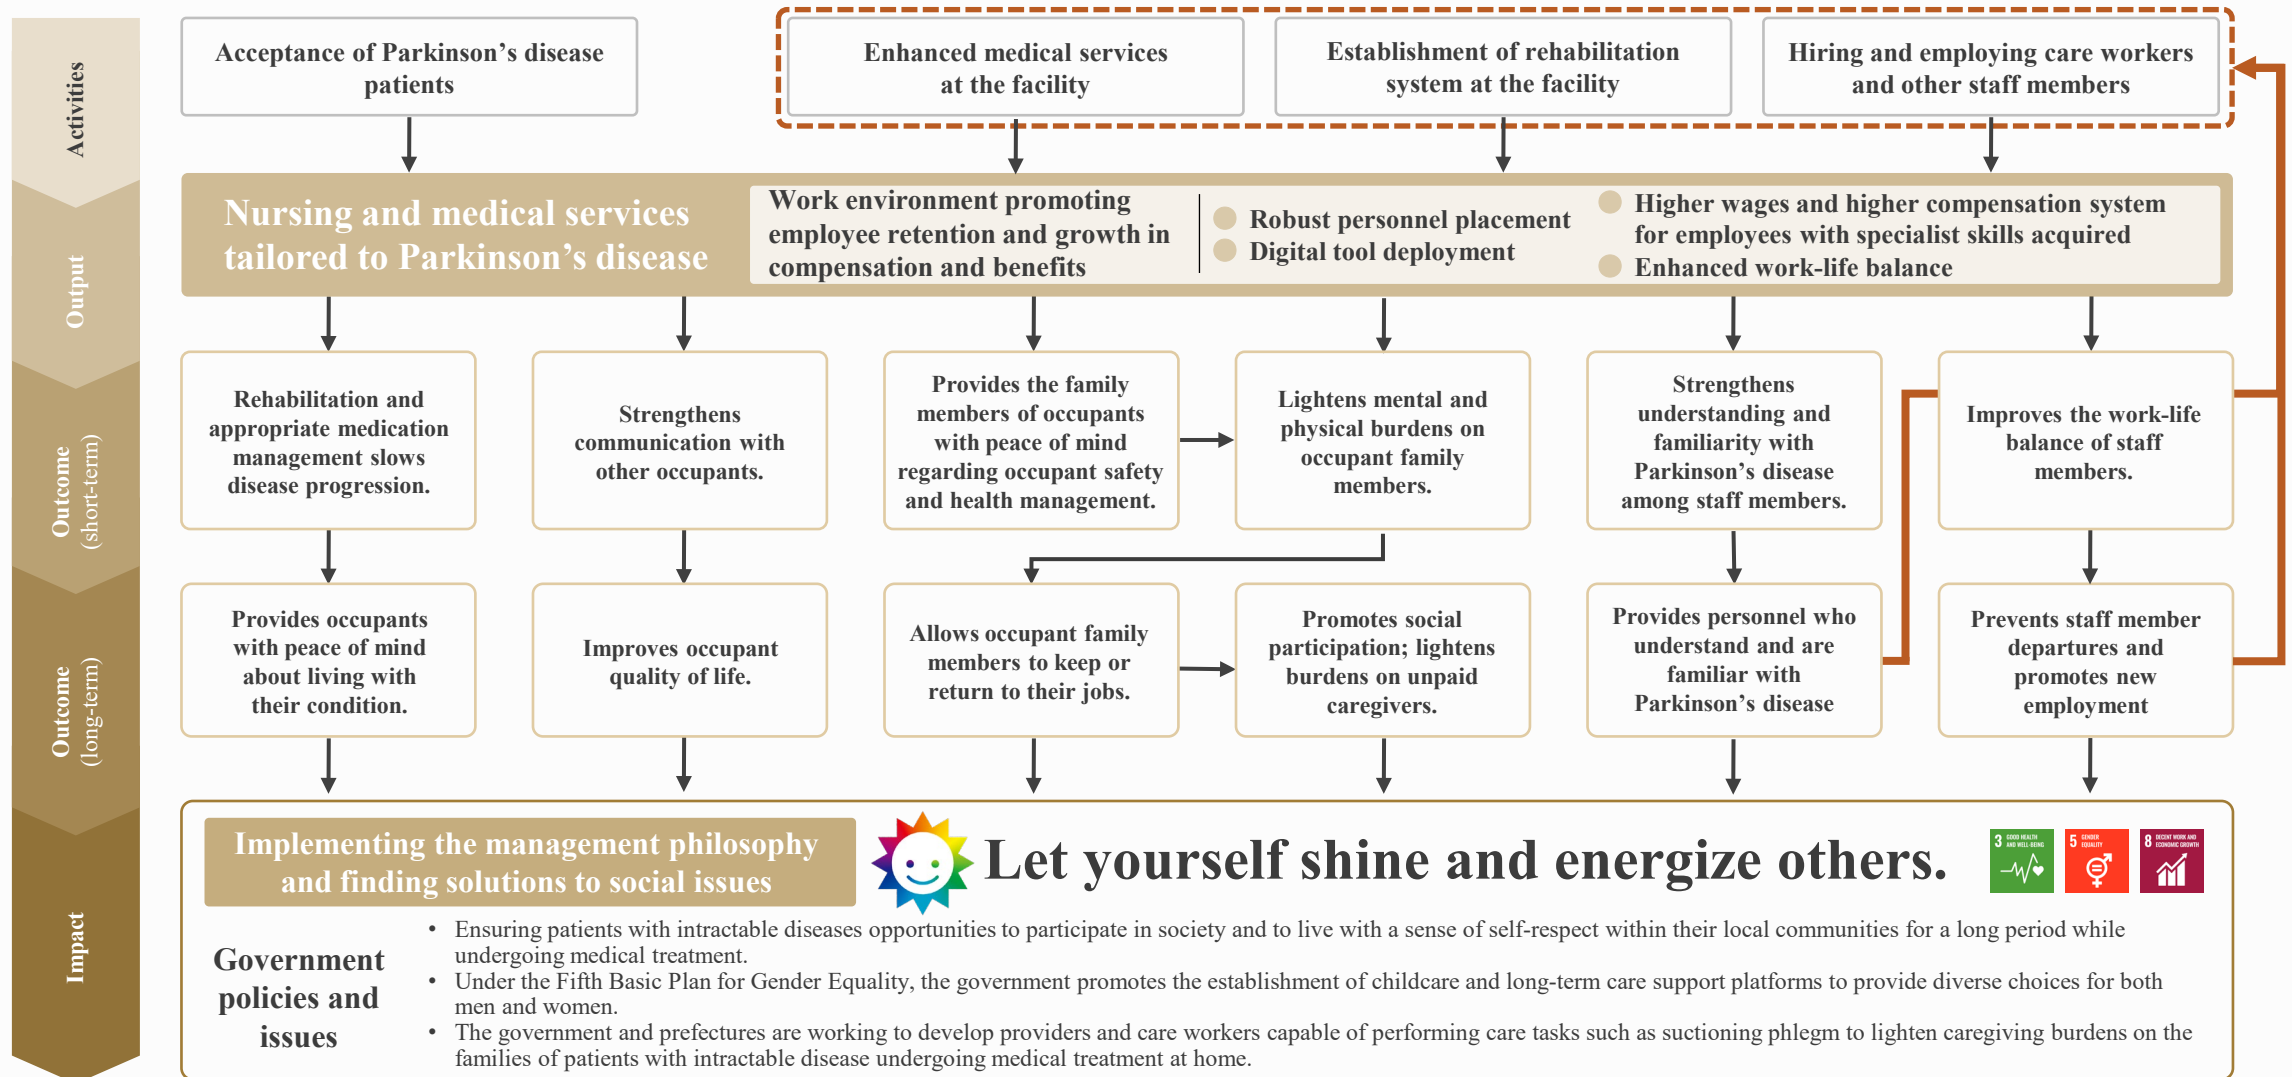 Activities
Acceptance of Parkinson's disease
patients
Enhanced medical services
at the facility
Establishment of rehabilitation
system at the facility
Hiring and employing care workers
and other staff members
Output
Nursing and medical services
tailored to Parkinson's disease
Work environment promoting
employee retention and growth in
compensation and benefits
Robust personnel placement
Digital tool deployment
Higher wages and higher compensation system
for employees with specialist skills acquired
Enhanced work-life balance
Outcome
(short-term)
Rehabilitation and
appropriate medication
management slows
disease progression.
Strengthens
communication with
other occupants.
Provides the family
members of occupants
with peace of mind
regarding occupant safety
and health management.
Lightens mental and
physical burdens on
occupant family
members.
Strengthens
understanding and
familiarity with
Parkinson's disease
among staff members.
Improves the work-life
balance of staff
members.
Outcome
(long-term)
Provides occupants
with peace of mind
about living with
their condition.
Improves occupant
quality of life.
Allows occupant family
members to keep or
return to their jobs.
Promotes social
participation; lightens
burdens on unpaid
caregivers.
Provides personnel who
understand and are
familiar with
Parkinson's disease
Prevents staff member
departures and
promotes new
employment
Impact
Implementing the management philosophy
and finding solutions to social issues
Let yourself shine and energize others.
3 GOOD HEALTH
AND WELL-BEING
5 GENDER
EQUALITY
8 DECENT WORK AND
ECONOMIC GROWTH
Government
policies and
issues
• Ensuring patients with intractable diseases opportunities to participate in society and to live with a sense of self-respect within their local communities for a long period while
undergoing medical treatment.
• Under the Fifth Basic Plan for Gender Equality, the government promotes the establishment of childcare and long-term care support platforms to provide diverse choices for both
men and women.
• The government and prefectures are working to develop providers and care workers capable of performing care tasks such as suctioning phlegm to lighten caregiving burdens on the
families of patients with intractable disease undergoing medical treatment at home.